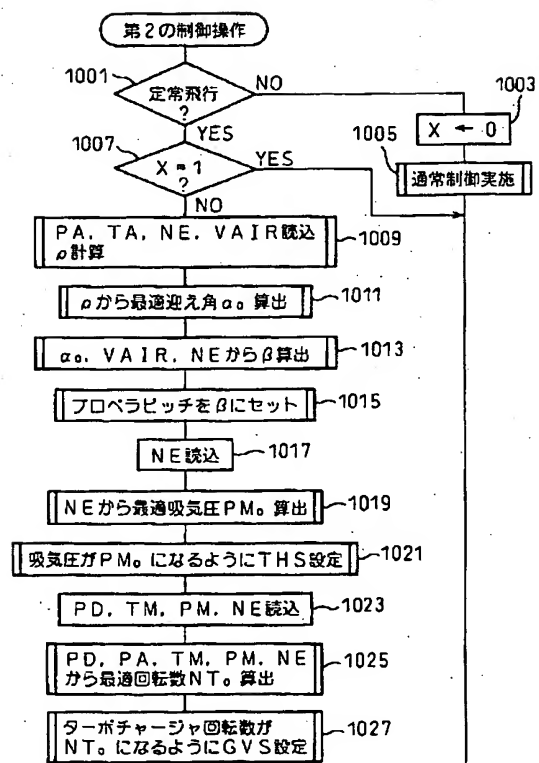 第2の制御操作
1001
定常飛行
?
NO
1003
YES
X ← 0
1007
1005
X = 1
?
YES
通常制御実施
NO
PA, TA, NE, VAIR読込
ρ計算
1009
ρから最適迎え角α₀ 算出
1011
α₀, VAIR, NEからβ算出
1013
プロペラピッチをβにセット
1015
NE読込
1017
NEから最適吸気圧PM₀ 算出
1019
吸気圧がPM₀ になるようにTHS設定
1021
PD, TM, PM, NE読込
1023
PD, PA, TM, PM, NE
から最適回転数NT₀ 算出
1025
ターボチャージャ回転数が
NT₀ になるようにGVS設定
1027